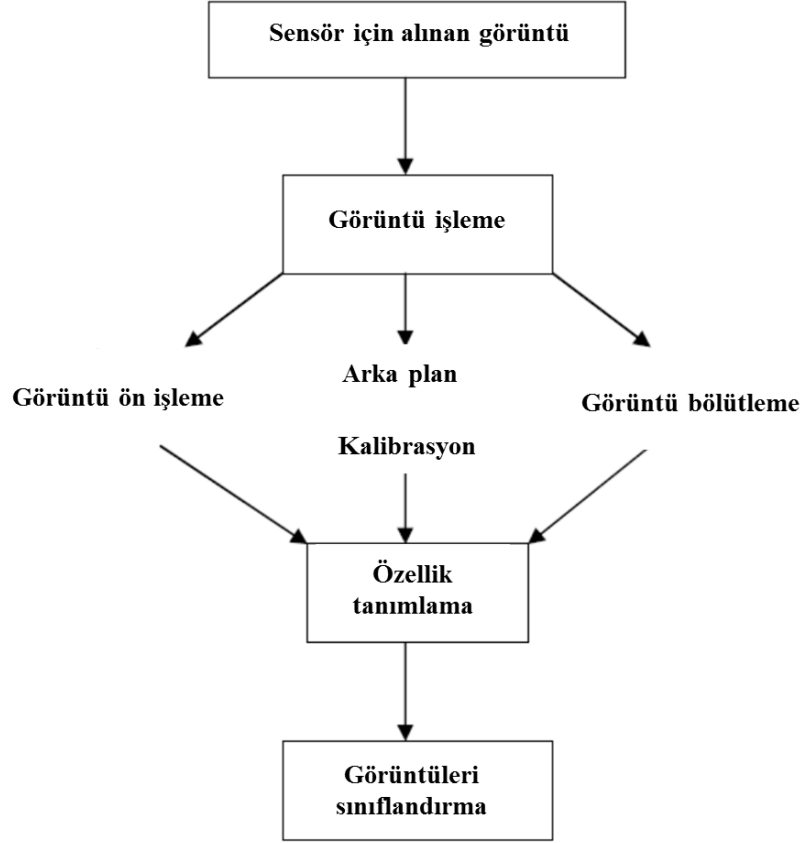 Sensör için alınan görüntü
Görüntü işleme
Görüntü ön işleme
Arka plan
Kalibrasyon
Görüntü bölütleme
Özellik
tanımlama
Görüntüleri
sınıflandırma